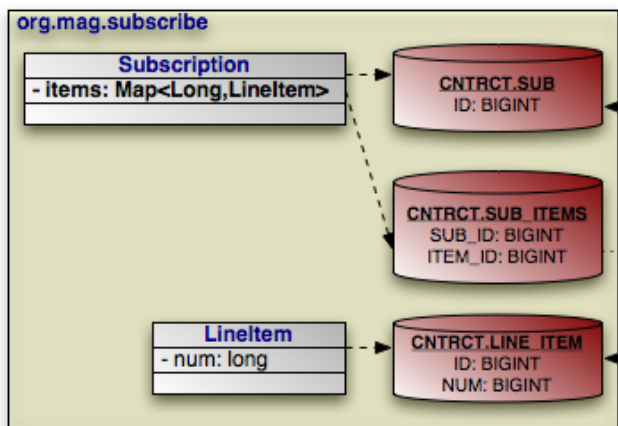 org.mag.subscribe
Subscription
- items: Map<Long,LineItem>
CNTRCT.SUB
ID: BIGINT
CNTRCT.SUB_ITEMS
SUB_ID: BIGINT
ITEM_ID: BIGINT
LineItem
- num: long
CNTRCT.LINE_ITEM
ID: BIGINT
NUM: BIGINT